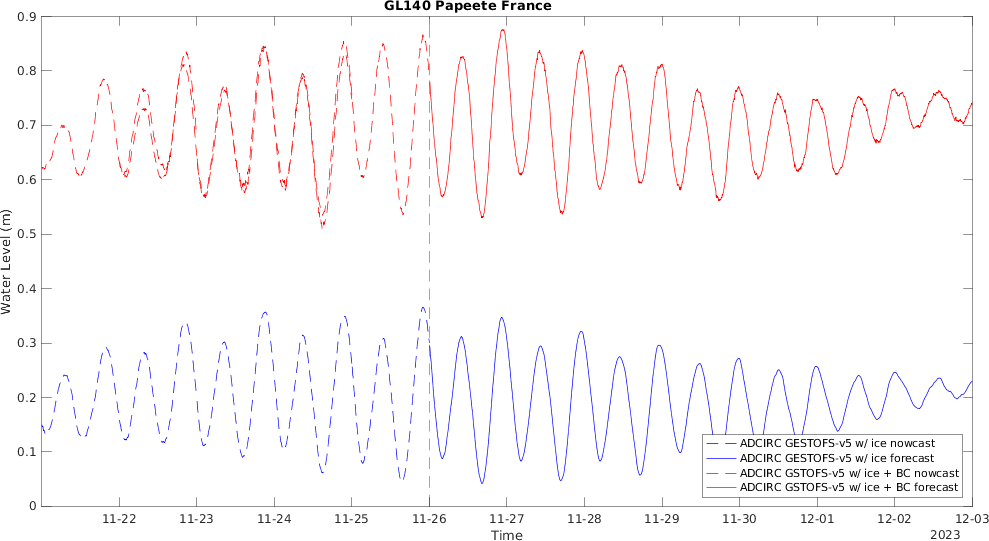 GL140 Papeete France
0.9
0.8
0.7
0.6
0.5
0.4
0.3
0.2
0.1
0
Water Level (m)
ADCIRC GESTOFS-v5 w/ ice nowcast
ADCIRC GESTOFS-v5 w/ ice forecast
ADCIRC GSTOFS-v5 w/ ice + BC nowcast
ADCIRC GSTOFS-v5 w/ ice + BC forecast
11-22 11-23 11-24 11-25 11-26 11-27 11-28 11-29 11-30 12-01 12-02 12-03
Time
2023